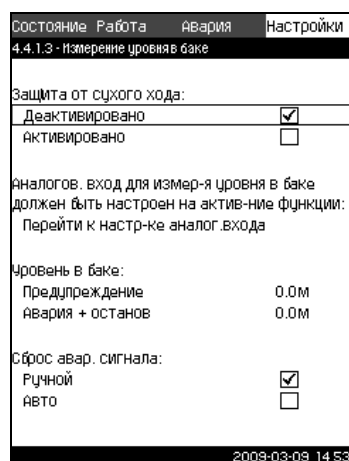 Состояние Работа Авария Настройки
4.4.1.3 - Измерение уровня в баке
Защита от сухого хода:
Деактивировано
Активировано
Аналогов. вход для измер-я уровня в баке
должен быть настроен на актив-ние функции:
Перейти к настр-ке аналог.входа
Уровень в баке:
Предупреждение 0.0м
Авария + останов 0.0м
Сброс авар. сигнала:
Ручной
Авто
2009-03-09 14:53